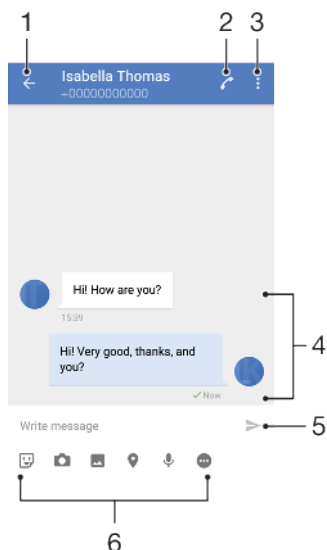 1 2 3
Isabella Thomas
+00000000000
Hi! How are you?
15:39
Hi! Very good, thanks, and
you?
Now
4
Write message
5
6